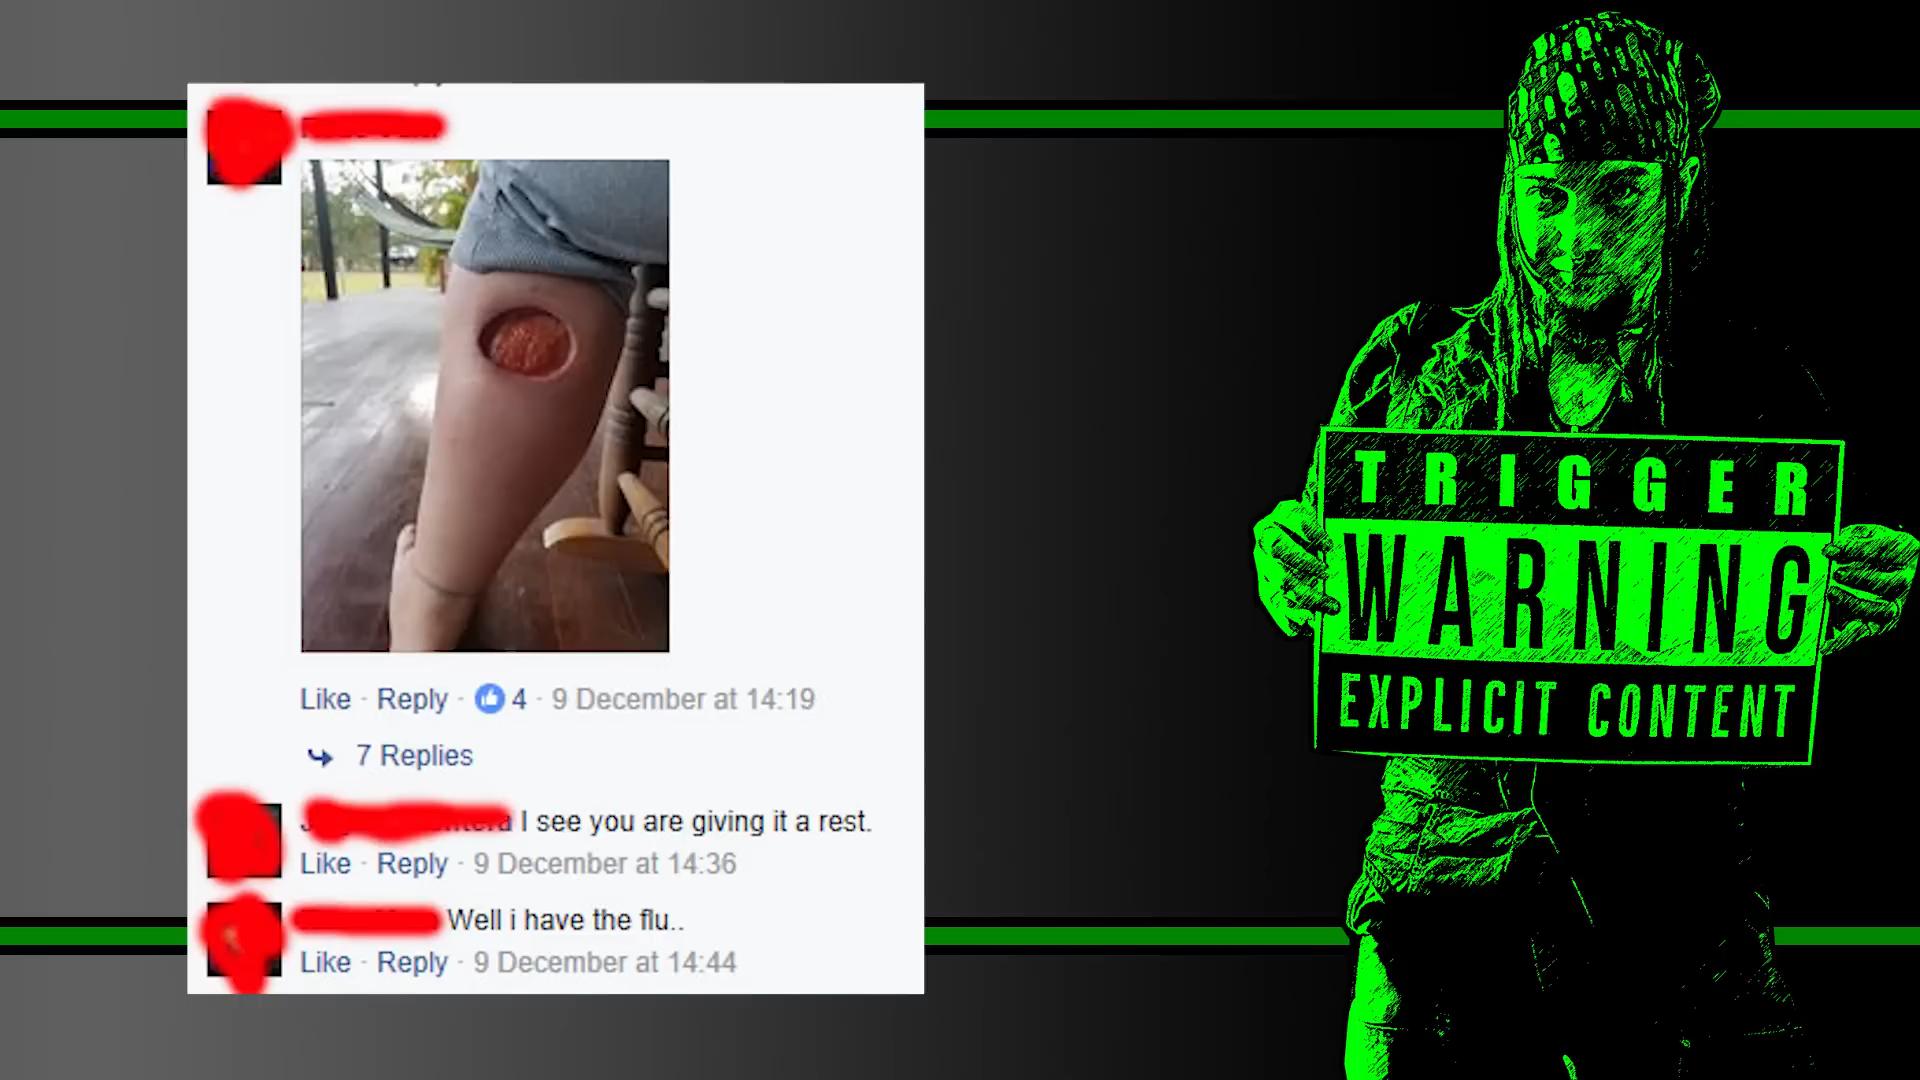 Like · Reply · 4 · 9 December at 14:19
7 Replies
I see you are giving it a rest.
Like · Reply · 9 December at 14:36
Well i have the flu..
Like · Reply · 9 December at 14:44
TRIGGER
WARNING
EXPLICIT CONTENT